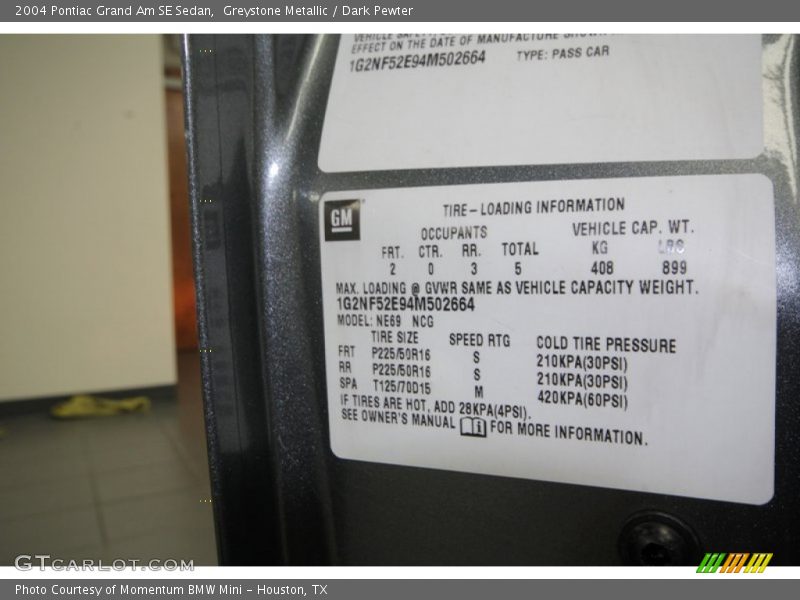 2004 Pontiac Grand Am SE Sedan, Greystone Metallic / Dark Pewter
EFFECT ON THE DATE OF MANUFACTURE SHOWN
1G2NF52E94M502664 TYPE: PASS CAR
GM TIRE-LOADING INFORMATION
OCCUPANTS VEHICLE CAP. WT.
FRT. CTR. RR. TOTAL KG LBS
2 0 3 5 408 899
MAX. LOADING @ GVWR SAME AS VEHICLE CAPACITY WEIGHT.
1G2NF52E94M502664
MODEL: NE69 NCG
TIRE SIZE SPEED RTG COLD TIRE PRESSURE
FRT P225/50R16 S 210KPA(30PSI)
RR P225/50R16 S 210KPA(30PSI)
SPA T125/70D15 M 420KPA(60PSI)
IF TIRES ARE HOT, ADD 28KPA(4PSI).
SEE OWNER'S MANUAL FOR MORE INFORMATION.
GTCARLOT.COM
Photo Courtesy of Momentum BMW Mini - Houston, TX